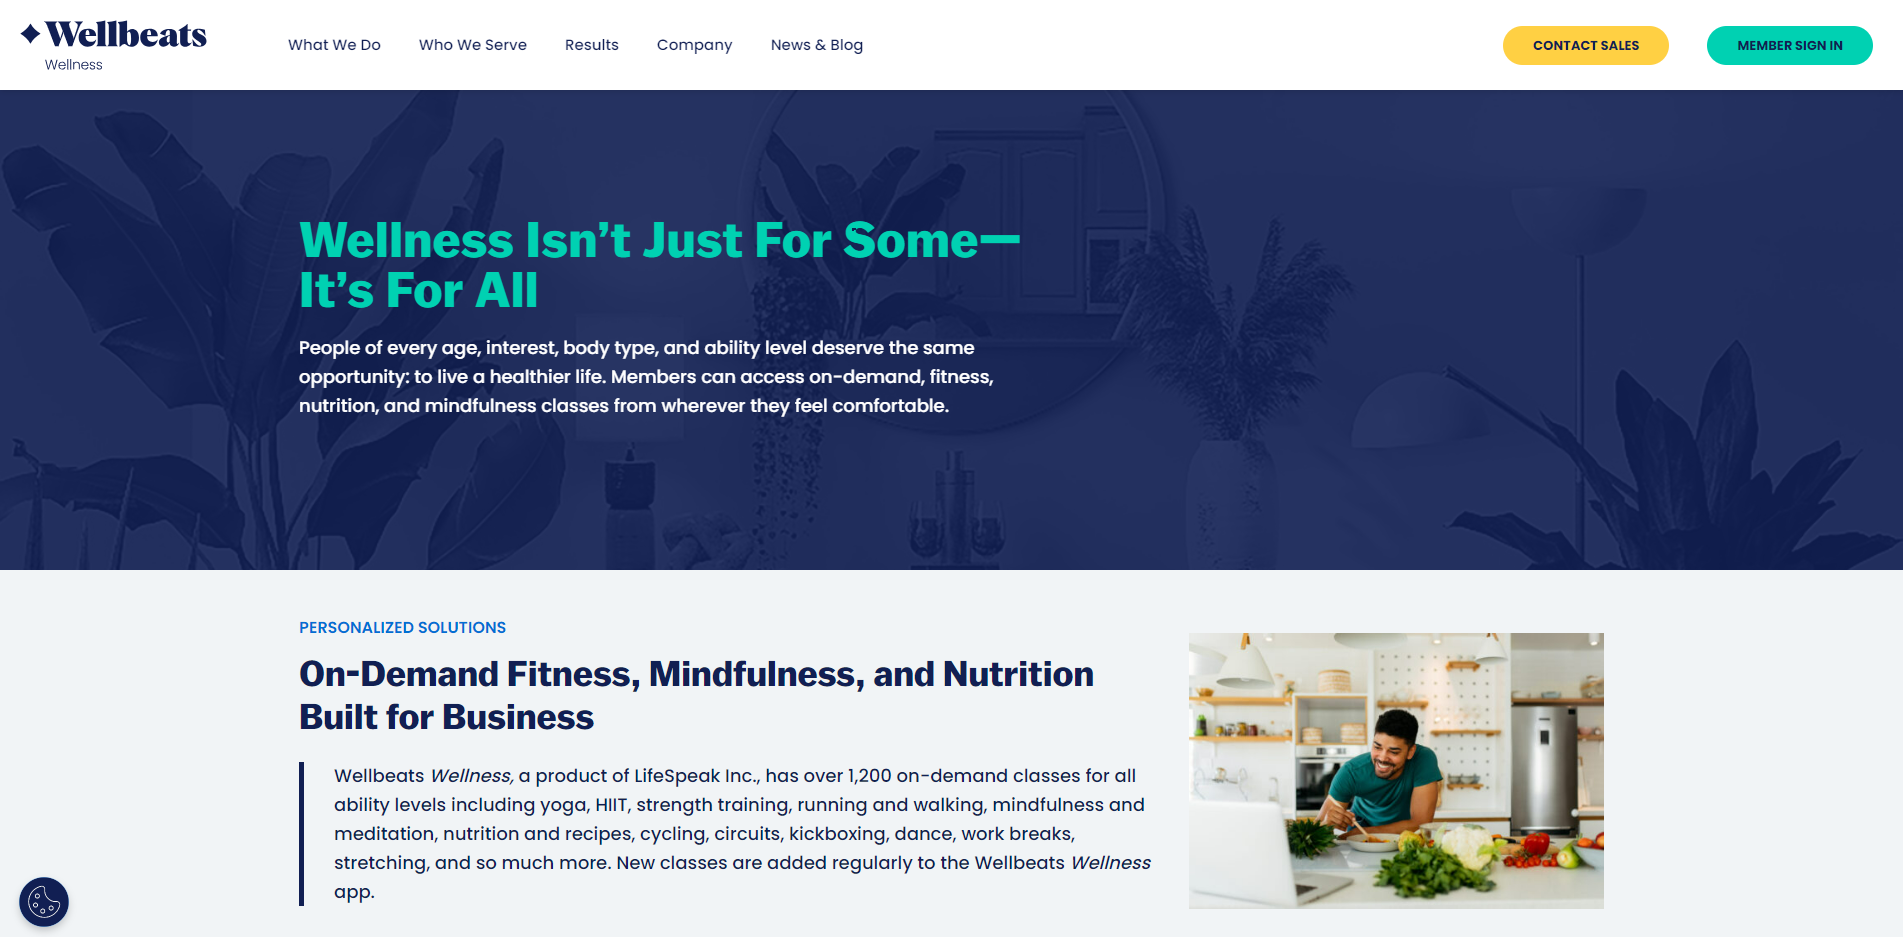 Wellbeats
Wellness
What We Do
Who We Serve
Results
Company
News & Blog
CONTACT SALES
MEMBER SIGN IN
Wellness Isn’t Just For Some—
It’s For All
People of every age, interest, body type, and ability level deserve the same
opportunity: to live a healthier life. Members can access on-demand, fitness,
nutrition, and mindfulness classes from wherever they feel comfortable.
PERSONALIZED SOLUTIONS
On-Demand Fitness, Mindfulness, and Nutrition
Built for Business
Wellbeats Wellness, a product of LifeSpeak Inc., has over 1,200 on-demand classes for all
ability levels including yoga, HIIT, strength training, running and walking, mindfulness and
meditation, nutrition and recipes, cycling, circuits, kickboxing, dance, work breaks,
stretching, and so much more. New classes are added regularly to the Wellbeats Wellness
app.